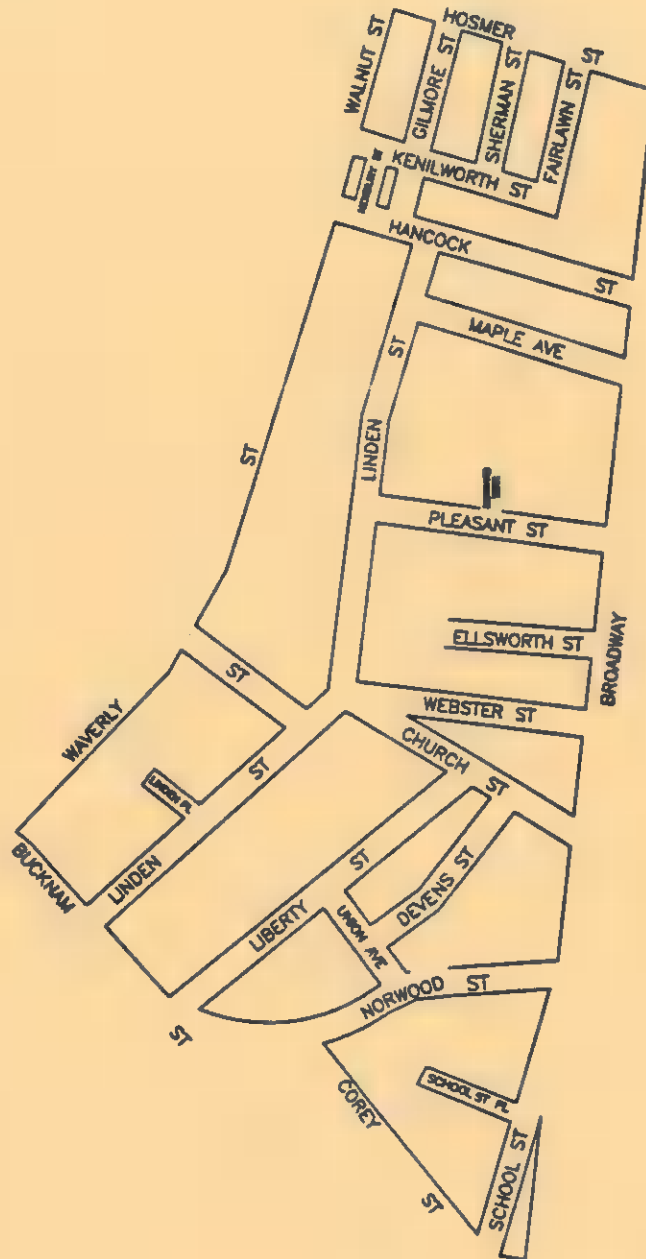 HOSMER ST
WALNUT ST
GILMORE ST
SHERMAN ST
FAIRLAWN ST
KENILWORTH ST
HANCOCK ST
MAPLE AVE
ST
LINDEN ST
PLEASANT ST
ELLSWORTH ST
BROADWAY
WEBSTER ST
ST
WAVERLY
CHURCH ST
LINDEN PL
BUCKNAM ST
LINDEN ST
LIBERTY ST
UNION AVE
DEVENS ST
NORWOOD ST
COREY ST
SCHOOL ST PL
SCHOOL ST